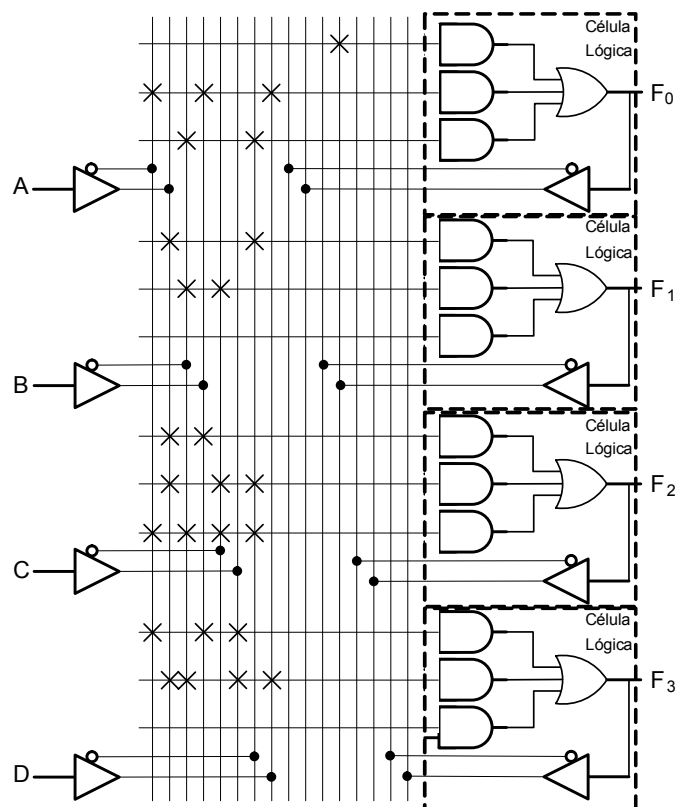 Célula
Lógica
F0
A
Célula
Lógica
F1
B
Célula
Lógica
F2
C
Célula
Lógica
F3
D